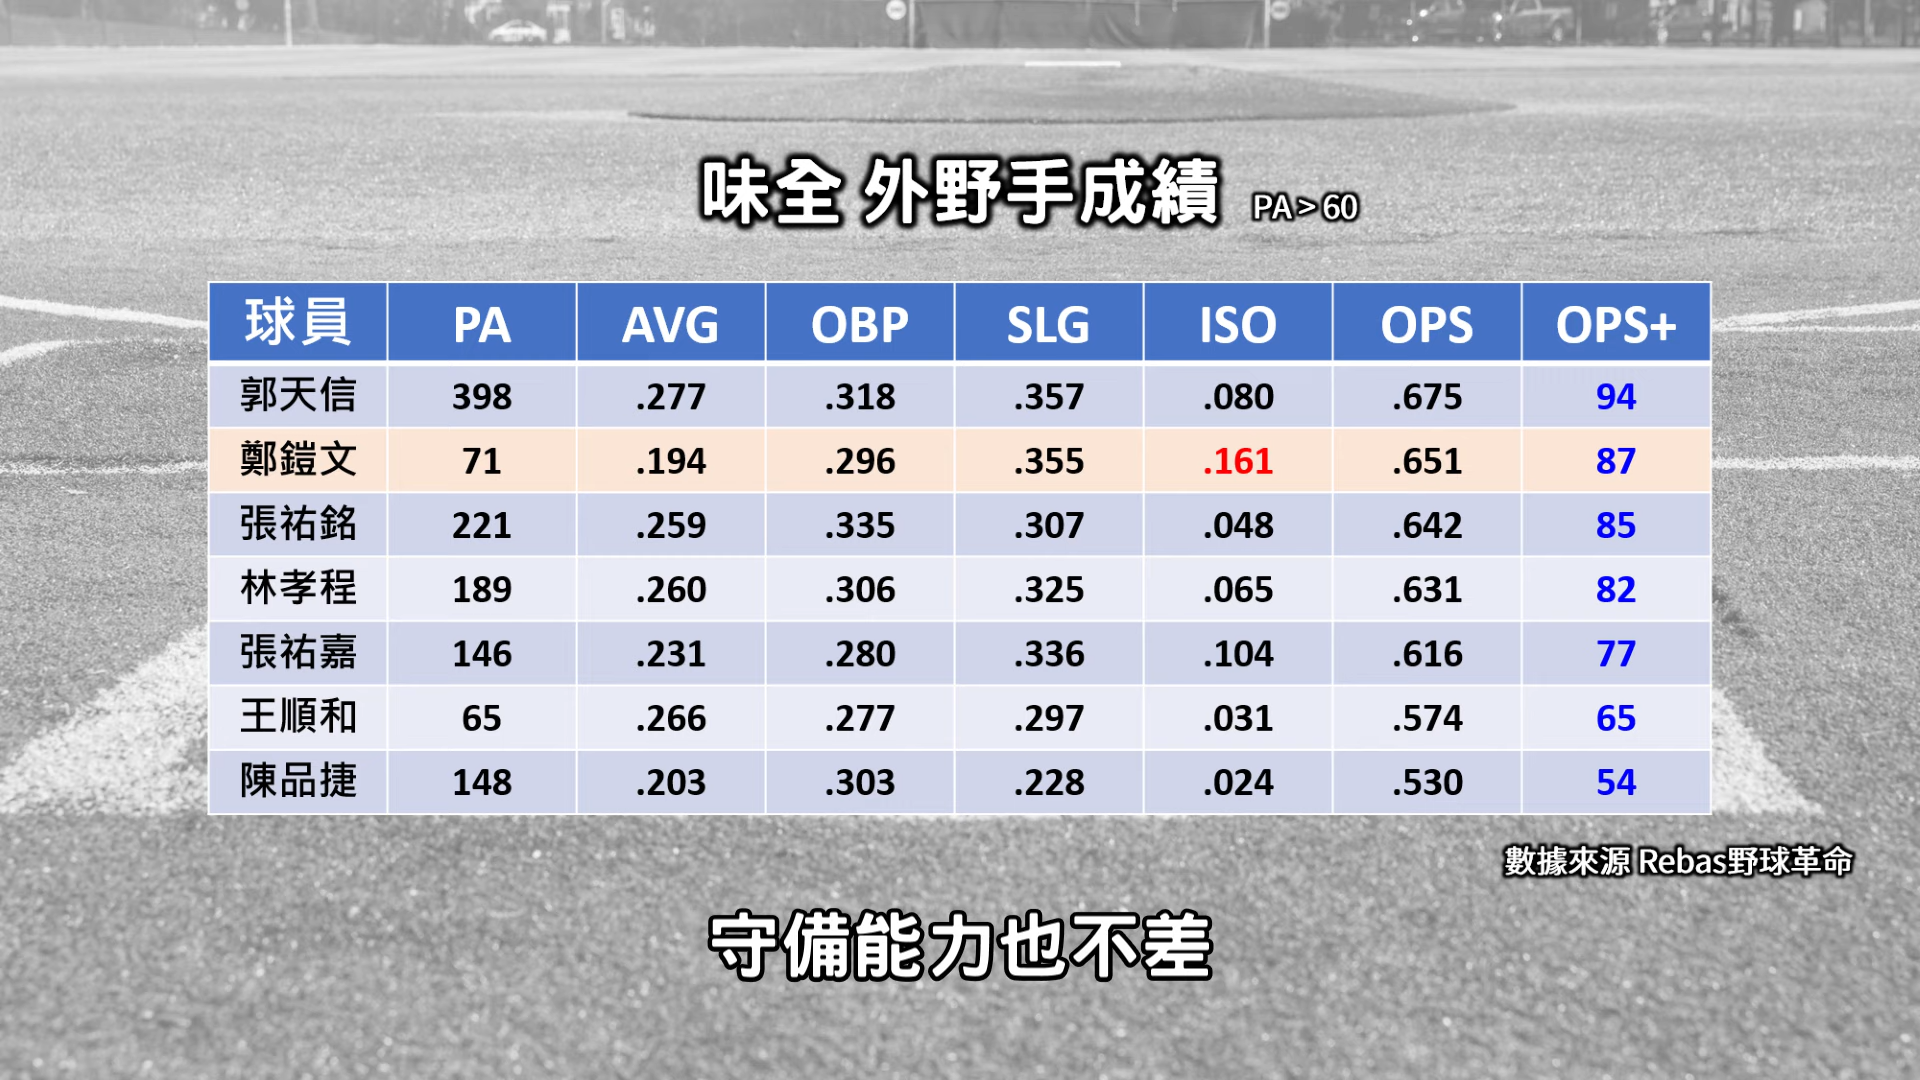 味全 外野手成績 PA > 60
球員 PA AVG OBP SLG ISO OPS OPS+
郭天信 398 .277 .318 .357 .080 .675 94
鄭鎧文 71 .194 .296 .355 .161 .651 87
張祐銘 221 .259 .335 .307 .048 .642 85
林孝程 189 .260 .306 .325 .065 .631 82
張祐嘉 146 .231 .280 .336 .104 .616 77
王順和 65 .266 .277 .297 .031 .574 65
陳品捷 148 .203 .303 .228 .024 .530 54
數據來源 Rebas野球革命
守備能力也不差